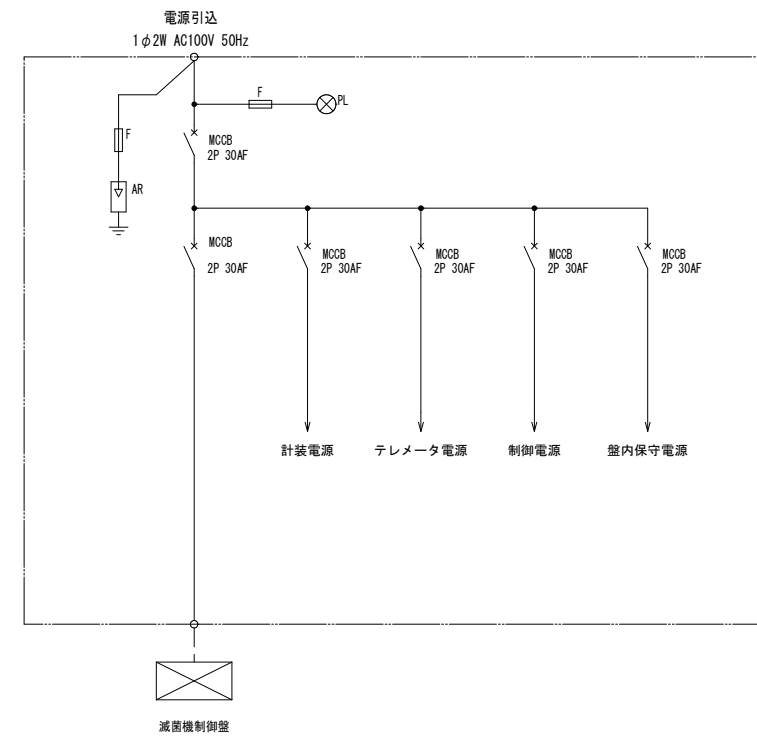 電源引込
1φ2W AC100V 50Hz
F
PL
F
MCCB
2P 30AF
AR
MCCB
2P 30AF
MCCB
2P 30AF
MCCB
2P 30AF
MCCB
2P 30AF
MCCB
2P 30AF
計装電源
テレメータ電源
制御電源
盤内保守電源
滅菌機制御盤